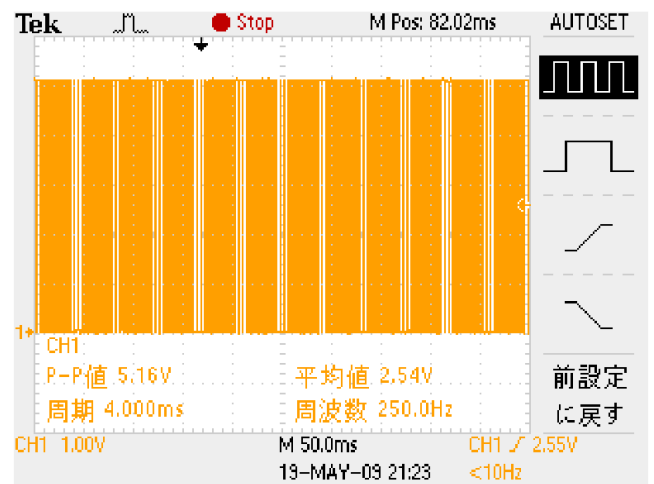 Tek Stop M Pos: 82.02ms AUTOSET
1
CH1
P-P値 5.16V 平均値 2.54V
周期 4.000ms 周波数 250.0Hz
前設定
に戻す
CH1 1.00V M 50.0ms CH1 2.55V
19-MAY-09 21:23 <10Hz